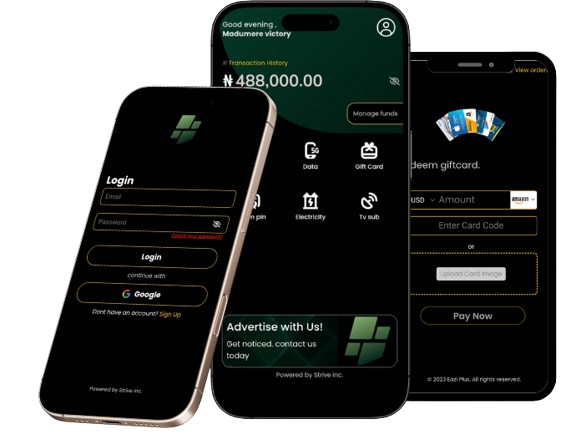 Login
Email
Password
Login
continue with
Google
Dont have an account? Sign Up
Powered by Strive inc.
Good evening ,
Madumere victory
Transaction History
₦ 488,000.00
Manage funds
5G
Data
Gift Card
pin
Electricity
Tv sub
Advertise with Us!
Get noticed. contact us
today
Powered by Strive inc.
View order
deem giftcard.
USD
Amount
amazon
Enter Card Code
or
Upload Card Image
Pay Now
© 2023 Eazi Plus. All rights reserved.